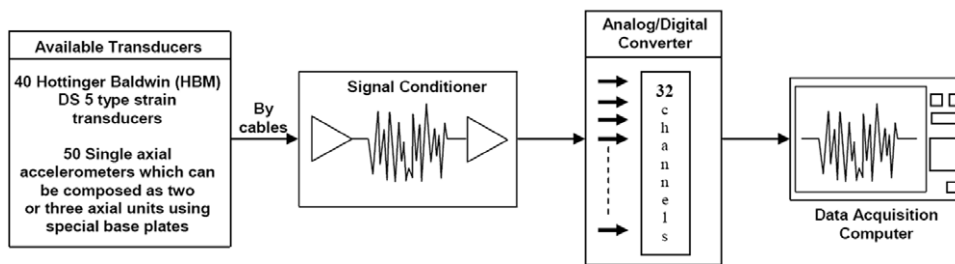 Available Transducers
40 Hottinger Baldwin (HBM)
DS 5 type strain
transducers
50 Single axial
accelerometers which can
be composed as two
or three axial units using
special base plates
By
cables
Signal Conditioner
Analog/Digital
Converter
32
c
h
a
n
n
e
l
s
Data Acquisition
Computer